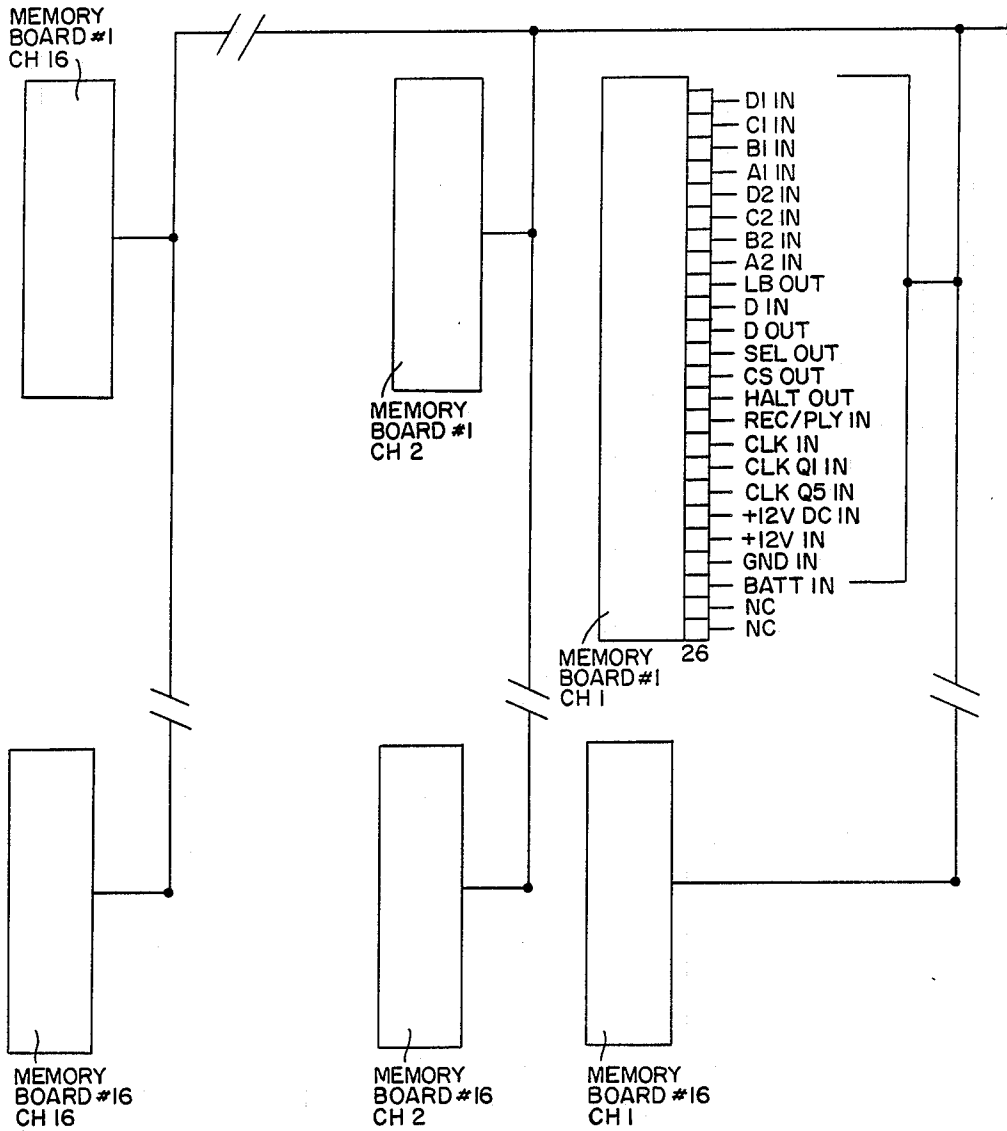 MEMORY
BOARD #1
CH 16
D1 IN
C1 IN
B1 IN
A1 IN
D2 IN
C2 IN
B2 IN
A2 IN
LB OUT
D IN
D OUT
SEL OUT
CS OUT
HALT OUT
REC/PLY IN
CLK IN
CLK Q1 IN
CLK Q5 IN
+12V DC IN
+12V IN
GND IN
BATT IN
NC
NC
26
MEMORY
BOARD #1
CH 2
MEMORY
BOARD #1
CH 1
MEMORY
BOARD #16
CH 16
MEMORY
BOARD #16
CH 2
MEMORY
BOARD #16
CH 1